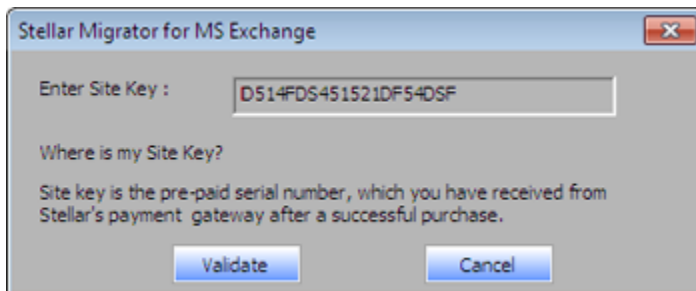 Stellar Migrator for MS Exchange
Enter Site Key :
D514FDS451521DF54DSF
Where is my Site Key?
Site key is the pre-paid serial number, which you have received from
Stellar's payment gateway after a successful purchase.
Validate
Cancel